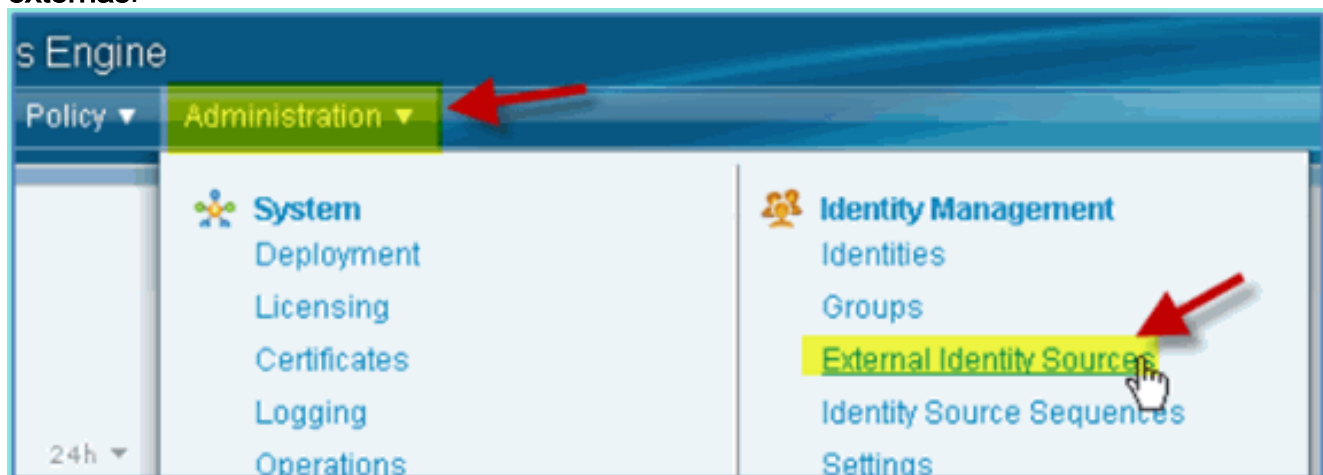 s Engine
Policy ▼ Administration ▼
System
Deployment
Licensing
Certificates
Logging
Operations
Identity Management
Identities
Groups
External Identity Sources
Identity Source Sequences
Settings
24h ▼